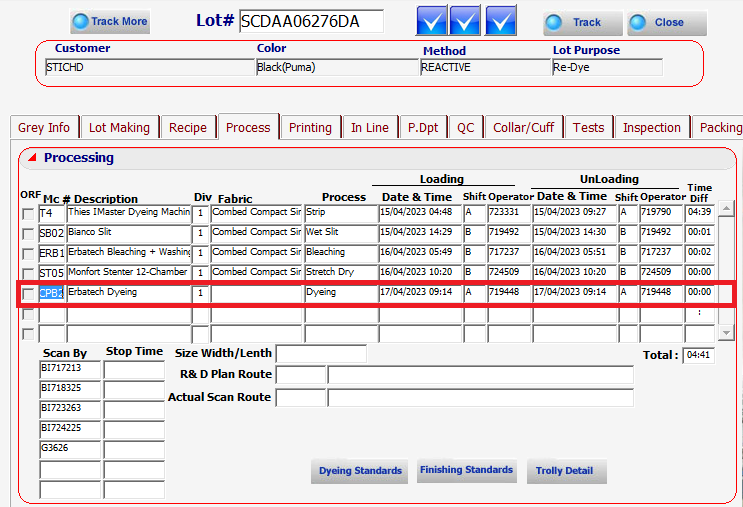 Track More Lot# SCDAA06276DA Track Close
Customer Color Method Lot Purpose
STICHD Black(Puma) REACTIVE Re-Dye
Grey Info Lot Making Recipe Process Printing In Line P.Dpt QC Collar/Cuff Tests Inspection Packing
Processing
Loading UnLoading
ORF Mc # Description Div Fabric Process Date & Time Shift Operator Date & Time Shift Operator Time Diff
T4 Thies IMaster Dyeing Machin 1 Combed Compact Sir Strip 15/04/2023 04:48 A 723331 15/04/2023 09:27 A 719790 04:39
SB02 Bianco Slit 1 Combed Compact Sir Wet Slit 15/04/2023 14:29 B 719492 15/04/2023 14:30 B 719492 00:01
ERB1 Erbatech Bleaching + Washing 1 Combed Compact Sir Bleaching 16/04/2023 05:49 B 717237 16/04/2023 05:51 B 717237 00:02
ST05 Monfort Stenter 12-Chamber 1 Combed Compact Sir Stretch Dry 16/04/2023 10:20 B 724509 16/04/2023 10:20 B 724509 00:00
CPB2 Erbatech Dyeing 1 Dyeing 17/04/2023 09:14 A 719448 17/04/2023 09:14 A 719448 00:00
:
Scan By Stop Time Size Width/Lenth Total : 04:41
BI717213 R& D Plan Route
BI718325 Actual Scan Route
BI723263
BI724225
G3626
Dyeing Standards Finishing Standards Trolly Detail